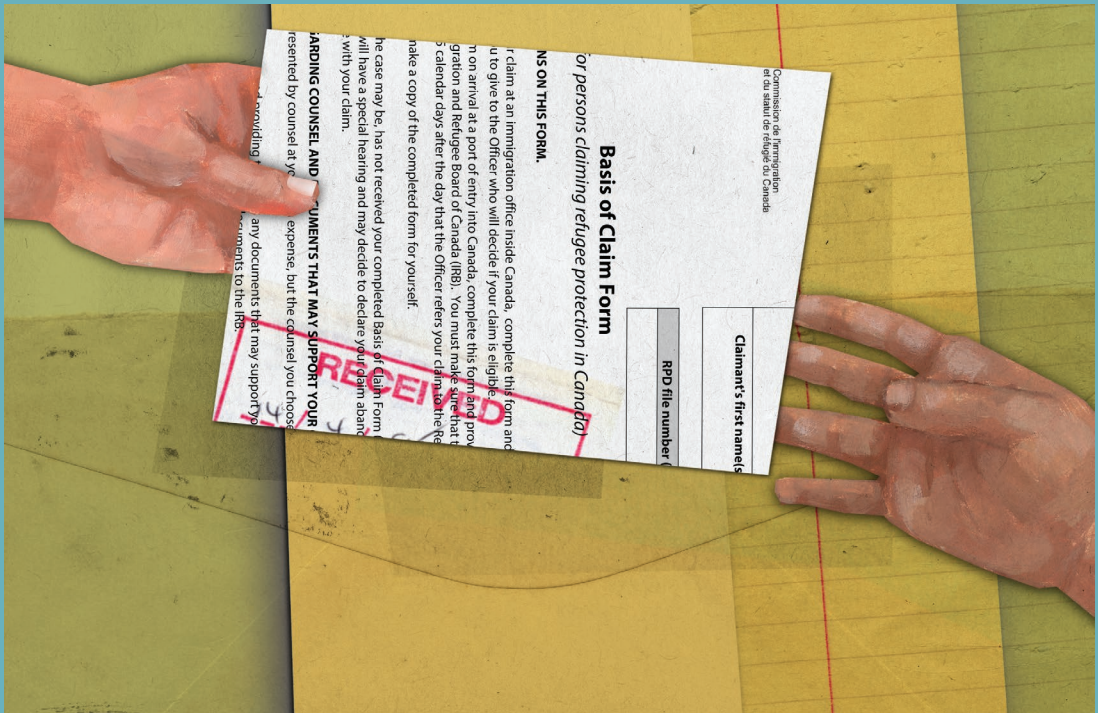 Commission de l'immigration
et du statut de réfugié du Canada
Claimant's first name(s
RPD file number (
Basis of Claim Form
or persons claiming refugee protection in Canada)
NS ON THIS FORM.
r claim at an immigration office inside Canada, complete this form and
u to give to the Officer who will decide if your claim is eligible.
m on arrival at a port of entry into Canada, complete this form and prov
gration and Refugee Board of Canada (IRB). You must make sure that t
5 calendar days after the day that the Officer refers your claim to the Re
make a copy of the completed form for yourself.
he case may be, has not received your completed Basis of Claim Form (
will have a special hearing and may decide to declare your claim aband
with your claim.
ARDING COUNSEL AND CUMENTS THAT MAY SUPPORT YOUR
resented by counsel at yo expense, but the counsel you choose
d providing any documents that may support yo
cuments to the IRB.
RECEIVED